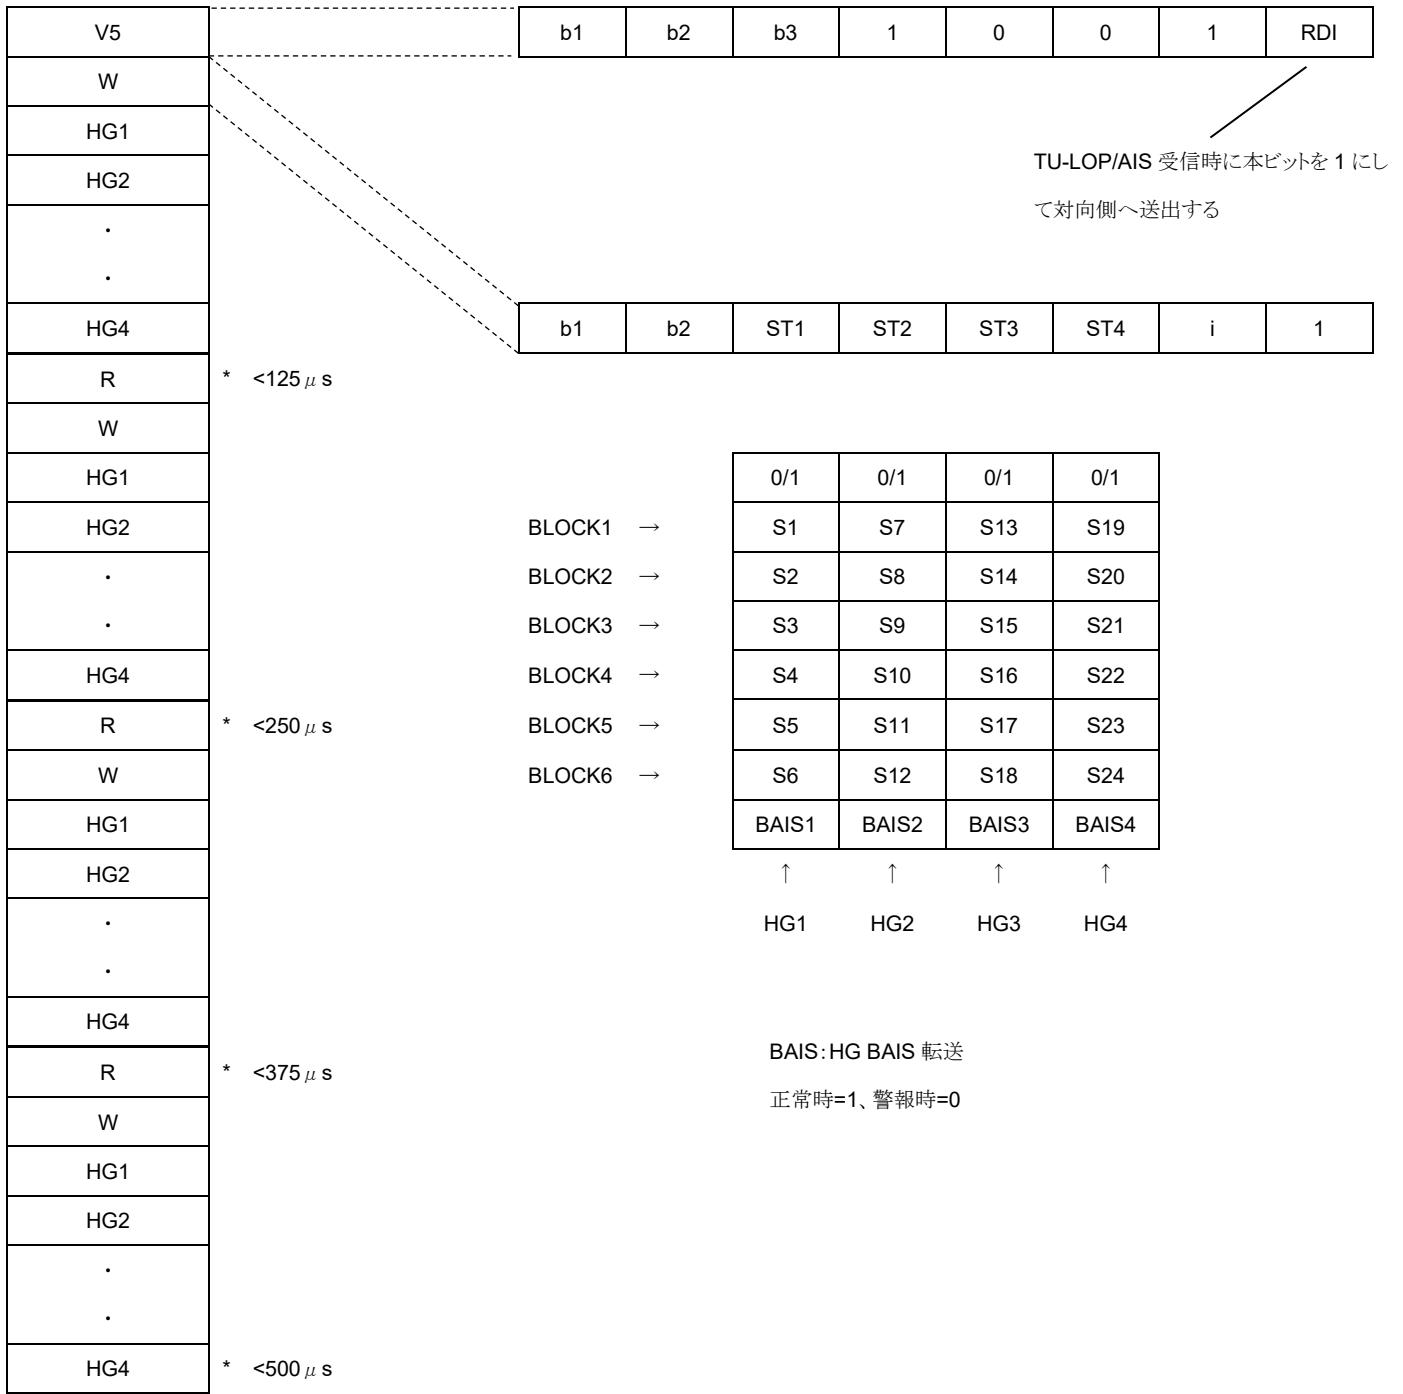 V5 b1 b2 b3 1 0 0 1 RDI
W
HG1
TU-LOP/AIS 受信時に本ビットを 1 にし
HG2
て対向側へ送出する
・
・
HG4 b1 b2 ST1 ST2 ST3 ST4 i 1
R * <125μs
W
HG1 0/1 0/1 0/1 0/1
HG2 BLOCK1 → S1 S7 S13 S19
・ BLOCK2 → S2 S8 S14 S20
・ BLOCK3 → S3 S9 S15 S21
HG4 BLOCK4 → S4 S10 S16 S22
R * <250μs BLOCK5 → S5 S11 S17 S23
W BLOCK6 → S6 S12 S18 S24
HG1 BAIS1 BAIS2 BAIS3 BAIS4
HG2 ↑ ↑ ↑ ↑
・ HG1 HG2 HG3 HG4
・
HG4
BAIS：HG BAIS 転送
R * <375μs
正常時=1、警報時=0
W
HG1
HG2
・
・
HG4 * <500μs